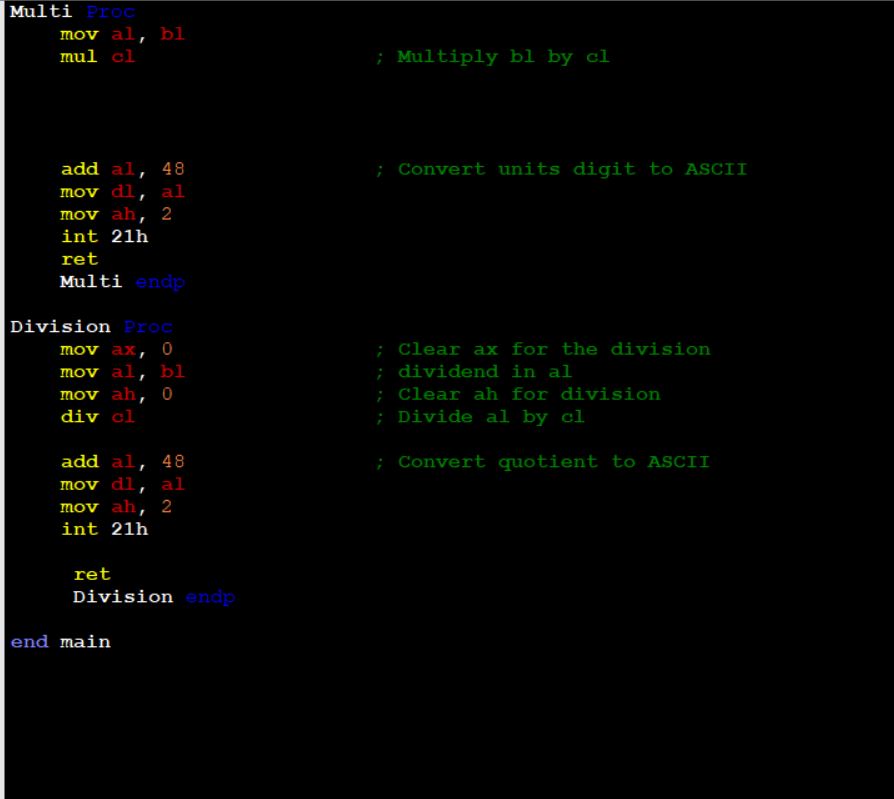 Multi Proc
mov al, bl
mul cl ; Multiply bl by cl
add al, 48 ; Convert units digit to ASCII
mov dl, al
mov ah, 2
int 21h
ret
Multi endp
Division Proc
mov ax, 0 ; Clear ax for the division
mov al, bl ; dividend in al
mov ah, 0 ; Clear ah for division
div cl ; Divide al by cl
add al, 48 ; Convert quotient to ASCII
mov dl, al
mov ah, 2
int 21h
ret
Division endp
end main